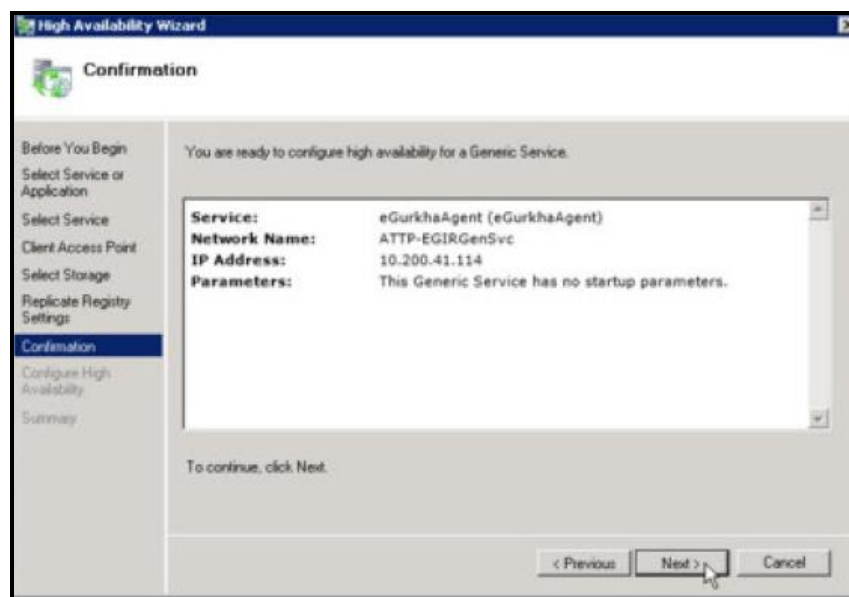 High Availability Wizard
Confirmation
Before You Begin
Select Service or
Application
Select Service
Client Access Point
Select Storage
Replicate Registry
Settings
Confirmation
Configure High
Availability
Summary
You are ready to configure high availability for a Generic Service.
Service: eGurkhaAgent (eGurkhaAgent)
Network Name: ATTP-EGIRGenSvc
IP Address: 10.200.41.114
Parameters: This Generic Service has no startup parameters.
To continue, click Next.
< Previous
Next >
Cancel